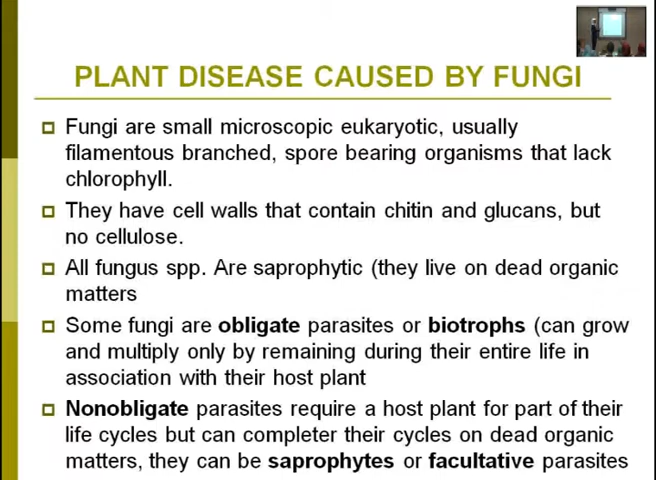 PLANT DISEASE CAUSED BY FUNGI
Fungi are small microscopic eukaryotic, usually
filamentous branched, spore bearing organisms that lack
chlorophyll.
They have cell walls that contain chitin and glucans, but
no cellulose.
All fungus spp. Are saprophytic (they live on dead organic
matters
Some fungi are obligate parasites or biotrophs (can grow
and multiply only by remaining during their entire life in
association with their host plant
Nonobligate parasites require a host plant for part of their
life cycles but can completer their cycles on dead organic
matters, they can be saprophytes or facultative parasites